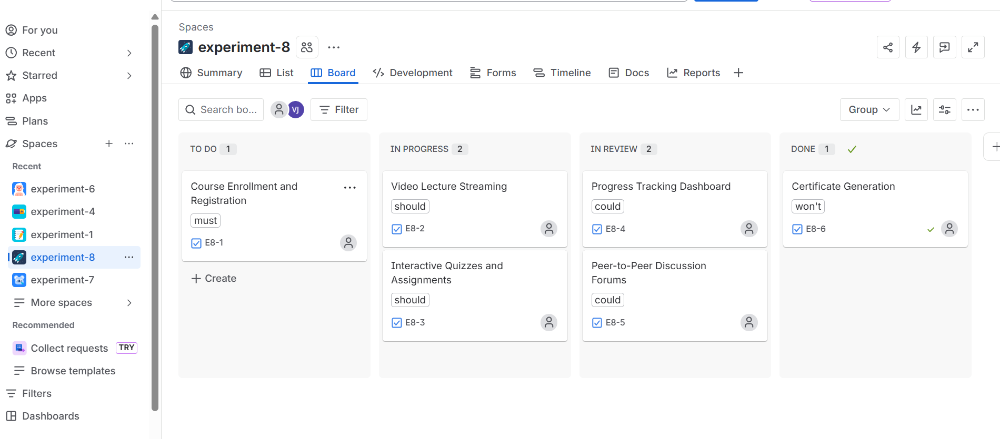 For you
Recent
Starred
Apps
Plans
Spaces
Recent
experiment-6
experiment-4
experiment-1
experiment-8
experiment-7
More spaces
Recommended
Collect requests TRY
Browse templates
Filters
Dashboards
Spaces
experiment-8
Summary List Board Development Forms Timeline Docs Reports
Search bo... VJ Filter Group
TO DO 1
Course Enrollment and
Registration
must
E8-1
Create
IN PROGRESS 2
Video Lecture Streaming
should
E8-2
Interactive Quizzes and
Assignments
should
E8-3
IN REVIEW 2
Progress Tracking Dashboard
could
E8-4
Peer-to-Peer Discussion
Forums
could
E8-5
DONE 1
Certificate Generation
won't
E8-6